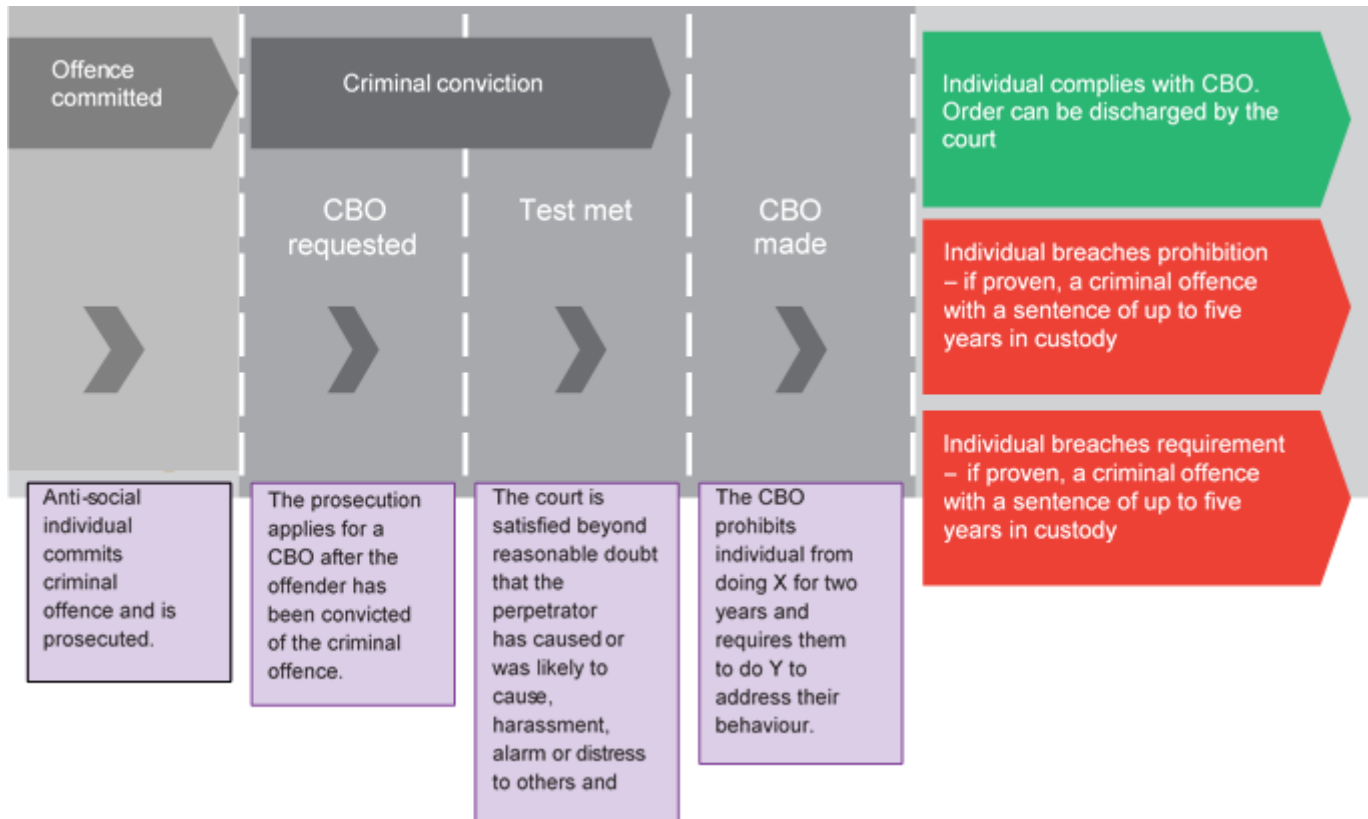 Offence
committed
Criminal conviction
CBO
requested
Test met
CBO
made
Individual complies with CBO.
Order can be discharged by the
court
Individual breaches prohibition
– if proven, a criminal offence
with a sentence of up to five
years in custody
Individual breaches requirement
– if proven, a criminal offence
with a sentence of up to five
years in custody
Anti-social
individual
commits
criminal
offence and is
prosecuted.
The prosecution
applies for a
CBO after the
offender has
been convicted
of the criminal
offence.
The court is
satisfied beyond
reasonable doubt
that the
perpetrator
has caused or
was likely to
cause,
harassment,
alarm or distress
to others and
The CBO
prohibits
individual from
doing X for two
years and
requires them
to do Y to
address their
behaviour.